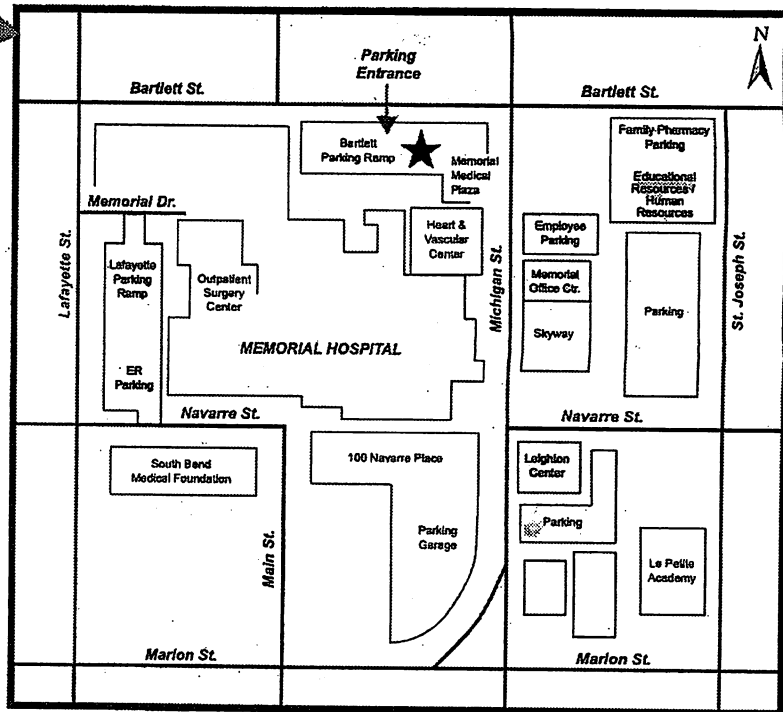 N
Parking
Entrance
Bartlett St.
Bartlett St.
Bartlett
Parking Ramp
Memorial
Medical
Plaza
Family-Pharmacy
Parking
Educational
Resources /
Human
Resources
Memorial Dr.
Lafayette St.
Lafayette
Parking
Ramp
ER
Parking
Outpatient
Surgery
Center
Heart &
Vascular
Center
Michigan St.
Employee
Parking
Memorial
Office Ctr.
Skyway
Parking
St. Joseph St.
MEMORIAL HOSPITAL
Navarre St.
Navarre St.
South Bend
Medical Foundation
Main St.
100 Navarre Place
Parking
Garage
Leighton
Center
Parking
Le Petite
Academy
Marion St.
Marion St.